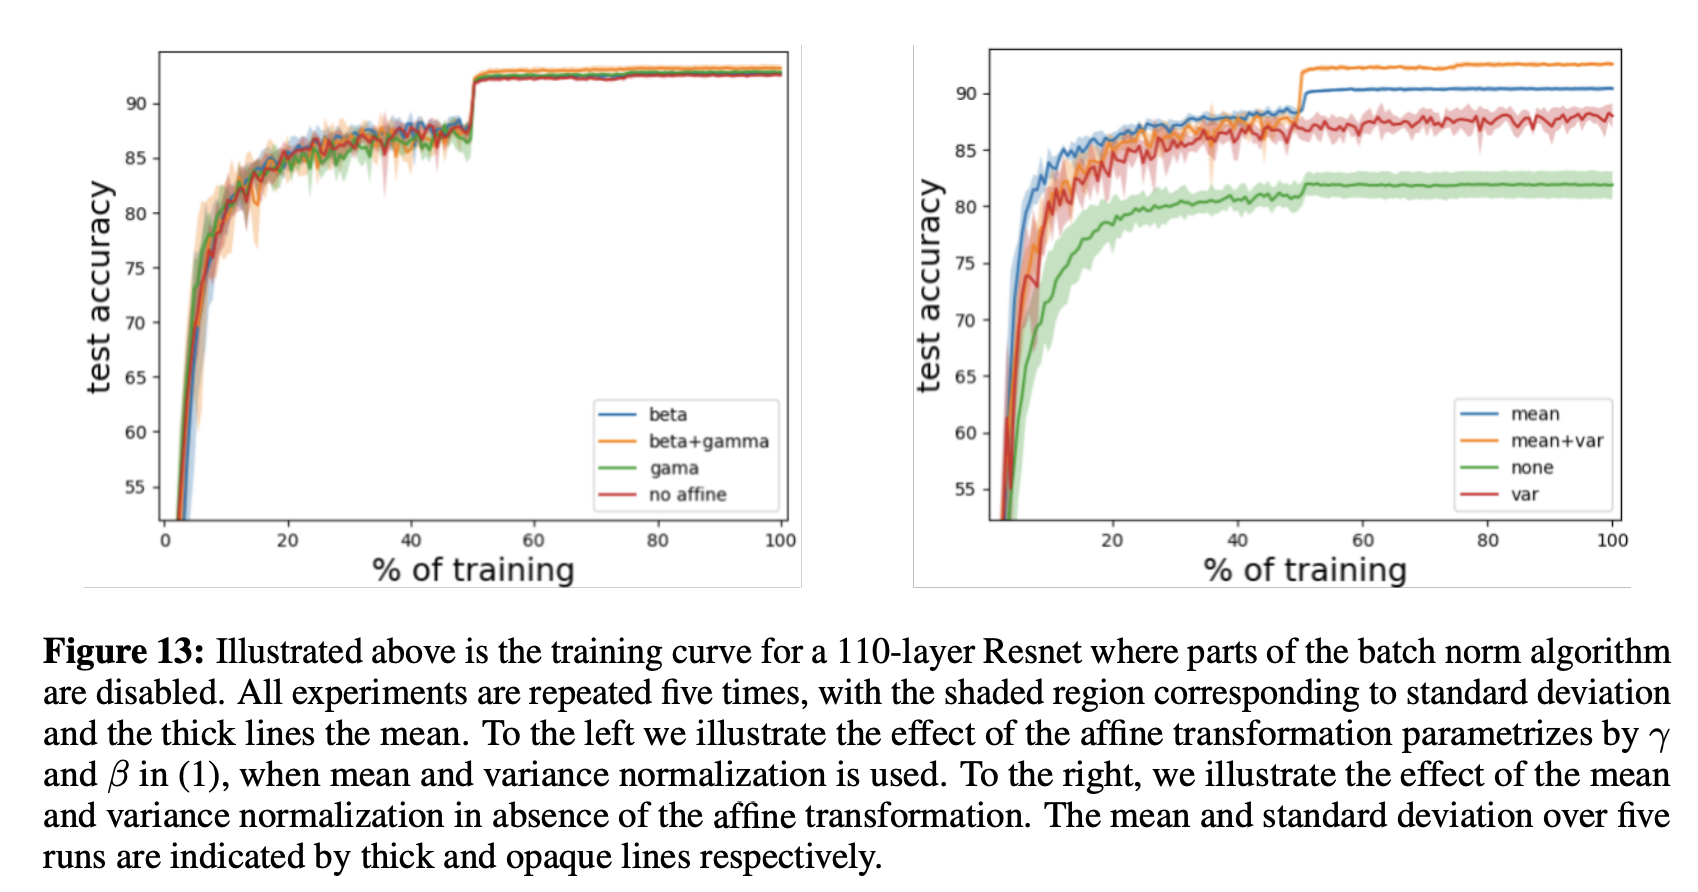 90
85
80
75
70
65
60
55
test accuracy
0 20 40 60 80 100
% of training
beta
beta+gamma
gama
no affine
90
85
80
75
70
65
60
55
test accuracy
20 40 60 80 100
% of training
mean
mean+var
none
var
Figure 13: Illustrated above is the training curve for a 110-layer Resnet where parts of the batch norm algorithm
are disabled. All experiments are repeated five times, with the shaded region corresponding to standard deviation
and the thick lines the mean. To the left we illustrate the effect of the affine transformation parametrizes by γ
and β in (1), when mean and variance normalization is used. To the right, we illustrate the effect of the mean
and variance normalization in absence of the affine transformation. The mean and standard deviation over five
runs are indicated by thick and opaque lines respectively.